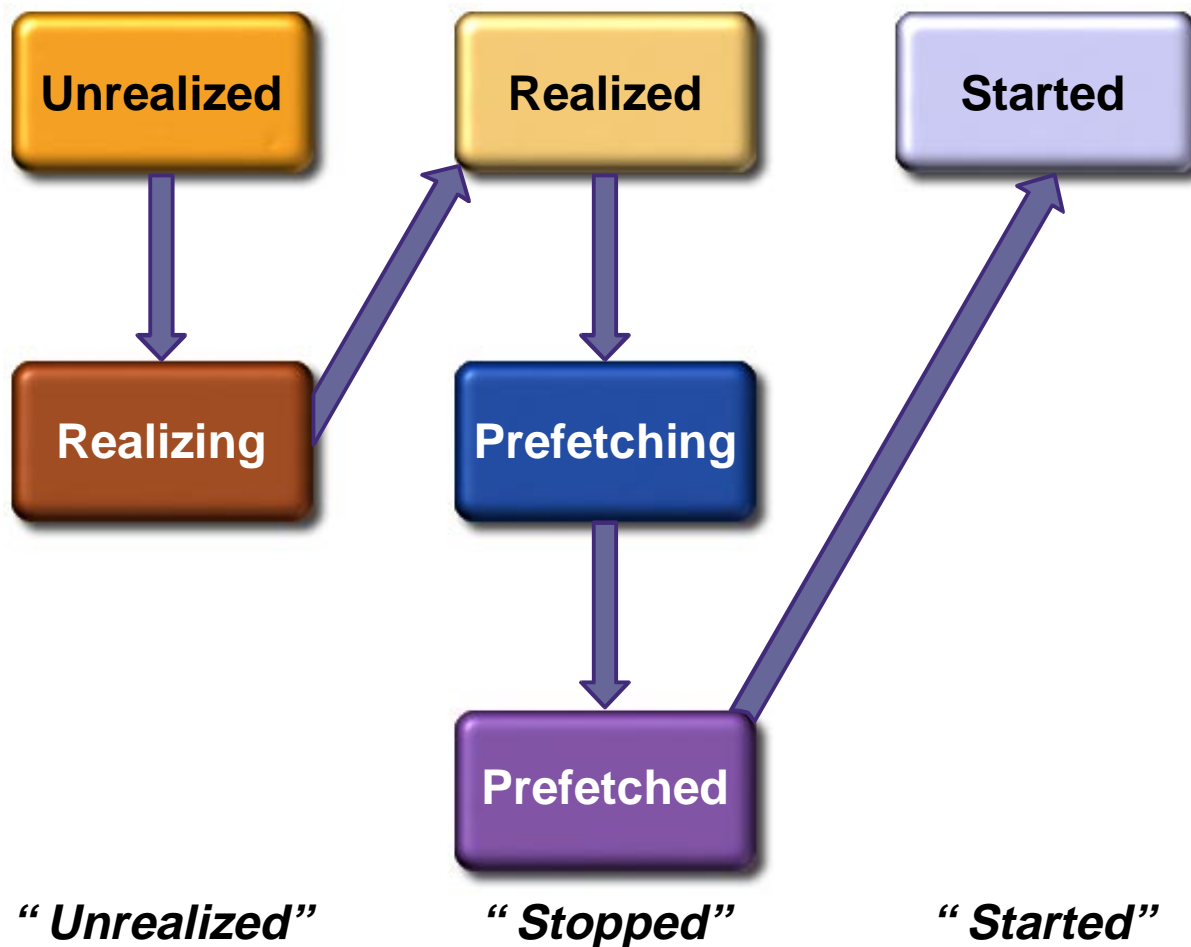 Unrealized
Realized
Started
Realizing
Prefetching
Prefetched
“ Unrealized”
“ Stopped”
“ Started”